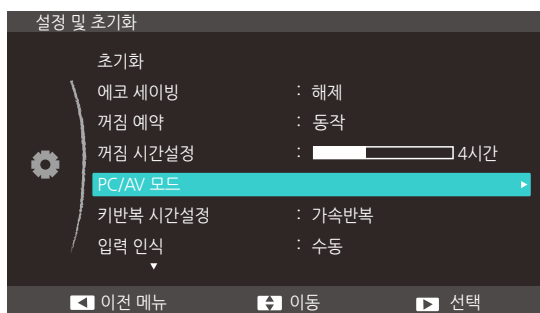 설정 및 초기화
초기화
에코 세이빙 : 해제
꺼짐 예약 : 동작
꺼짐 시간설정 : 4시간
PC/AV 모드
키반복 시간설정 : 가속반복
입력 인식 : 수동
이전 메뉴 이동 선택